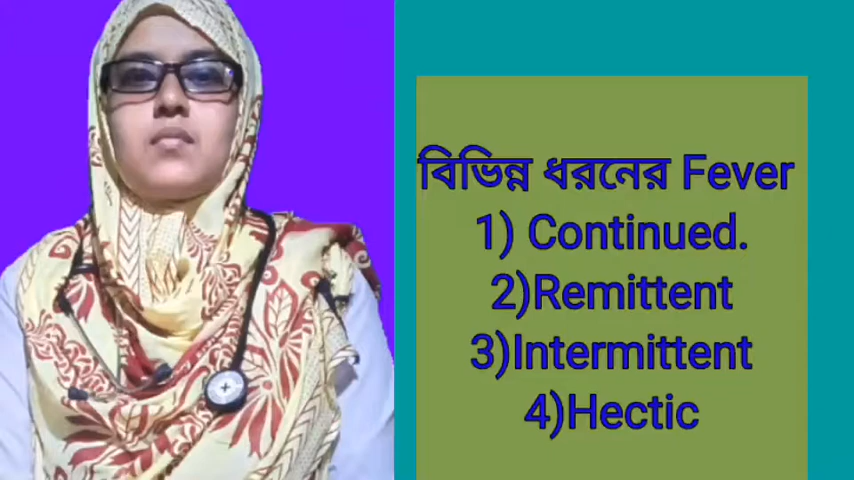 বিভিন্ন ধরনের Fever
1) Continued.
2)Remittent
3)Intermittent
4)Hectic